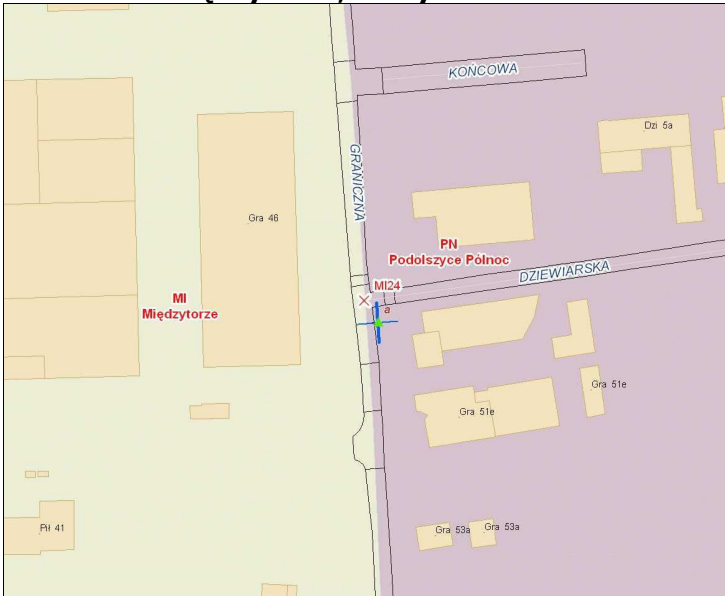 KOŃCOWA
Dzi 5a
GRANICZNA
Gra 46
PN
Podolszyce Północ
DZIEWIARSKA
MI24
a
MI
Międzytorze
Gra 51e
Gra 51e
Pił 41
Gra 53a
Gra 53a